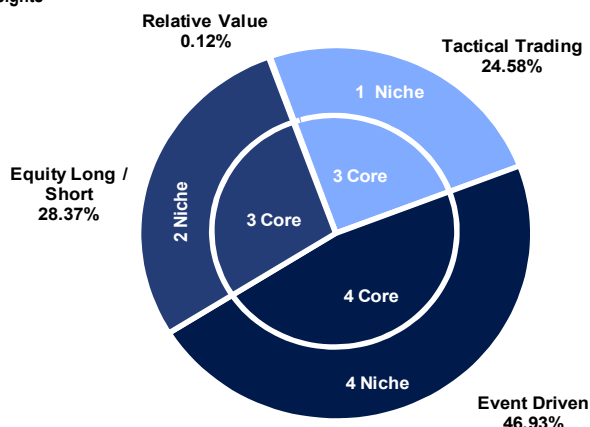 Relative Value
0.12%
Tactical Trading
24.58%
1 Niche
3 Core
Equity Long /
Short
28.37%
2 Niche
3 Core
4 Core
4 Niche
Event Driven
46.93%